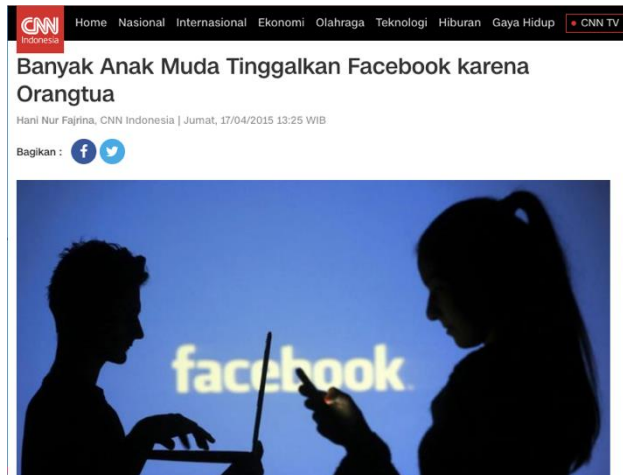 CNN
Indonesia
Home Nasional Internasional Ekonomi Olahraga Teknologi Hiburan Gaya Hidup • CNN TV
Banyak Anak Muda Tinggalkan Facebook karena
Orangtua
Hani Nur Fajrina, CNN Indonesia | Jumat, 17/04/2015 13:25 WIB
Bagikan :
facebook